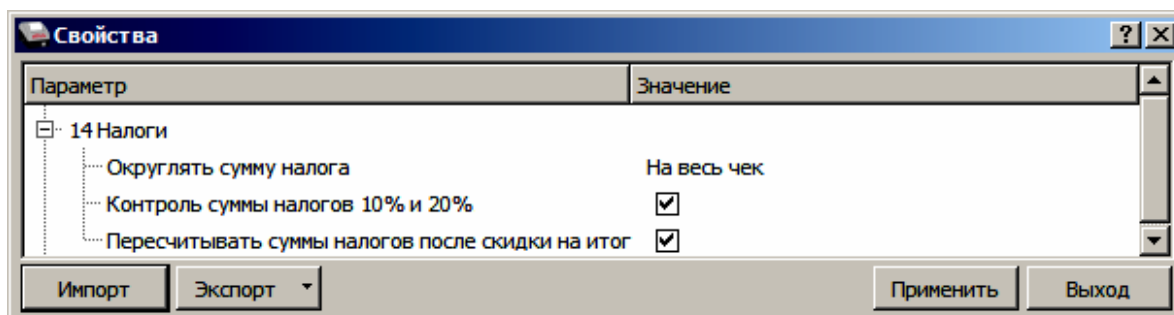 Свойства
Параметр Значение
14 Налоги
Округлять сумму налога На весь чек
Контроль суммы налогов 10% и 20%
Пересчитывать суммы налогов после скидки на итог
Импорт Экспорт Применить Выход